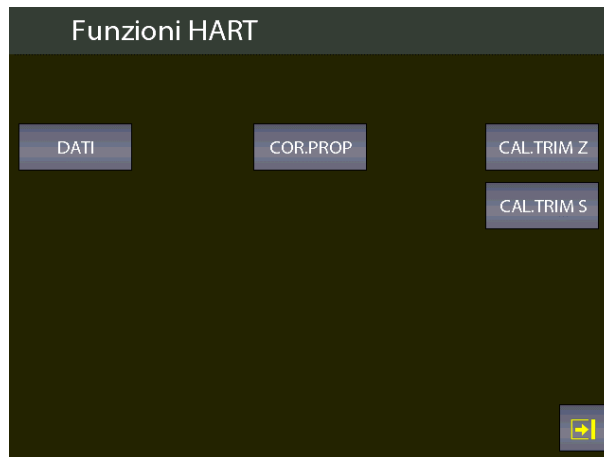 Funzioni HART
DATI
COR.PROP
CAL.TRIM Z
CAL.TRIM S